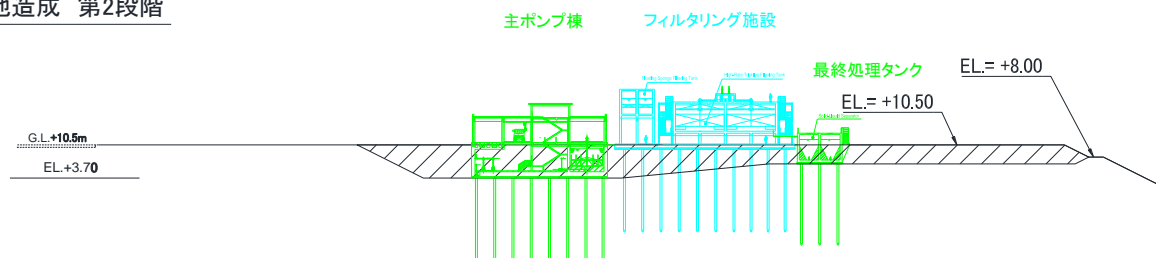 地造成 第2段階
主ポンプ棟
フィルタリング施設
最終処理タンク
EL.= +8.00
EL.= +10.50
G.L.+10.5m
EL.+3.70